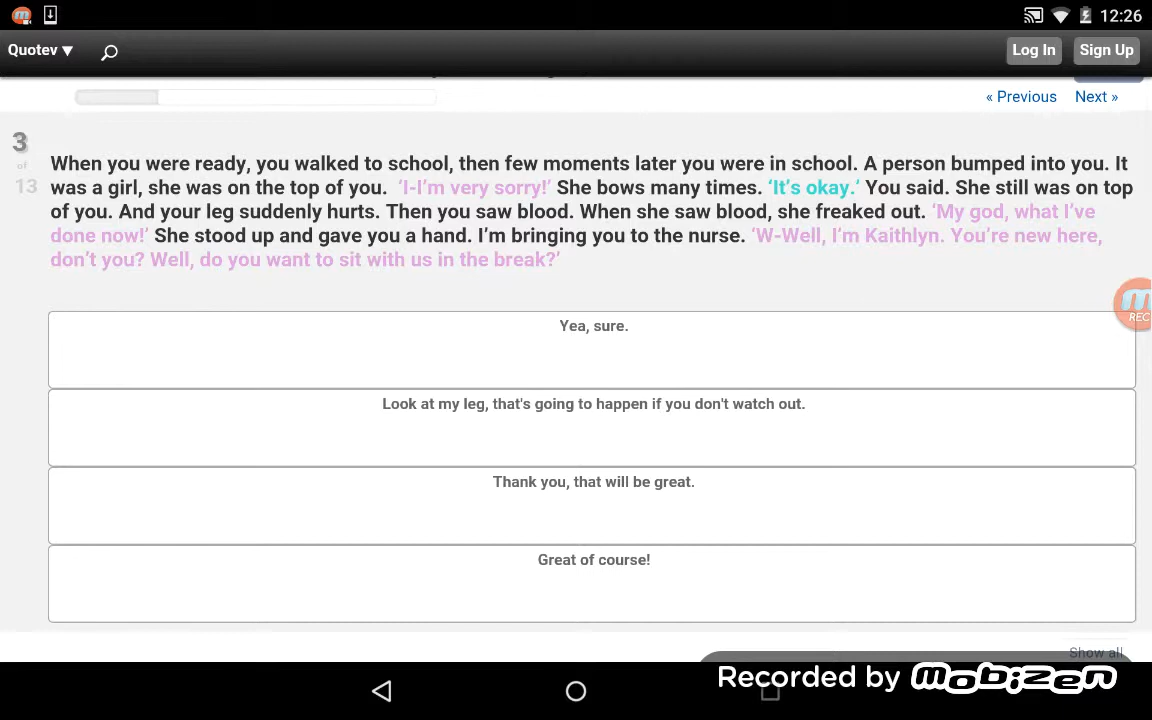 12:26
Quotev ▼
Log In
Sign Up
« Previous
Next »
3
of
13
When you were ready, you walked to school, then few moments later you were in school. A person bumped into you. It
was a girl, she was on the top of you. ‘I-I’m very sorry!’ She bows many times. ‘It’s okay.’ You said. She still was on top
of you. And your leg suddenly hurts. Then you saw blood. When she saw blood, she freaked out. ‘My god, what I’ve
done now!’ She stood up and gave you a hand. I’m bringing you to the nurse. ‘W-Well, I’m Kaithlyn. You’re new here,
don’t you? Well, do you want to sit with us in the break?’
REC
Yea, sure.
Look at my leg, that's going to happen if you don't watch out.
Thank you, that will be great.
Great of course!
Show all
Recorded by mobizen